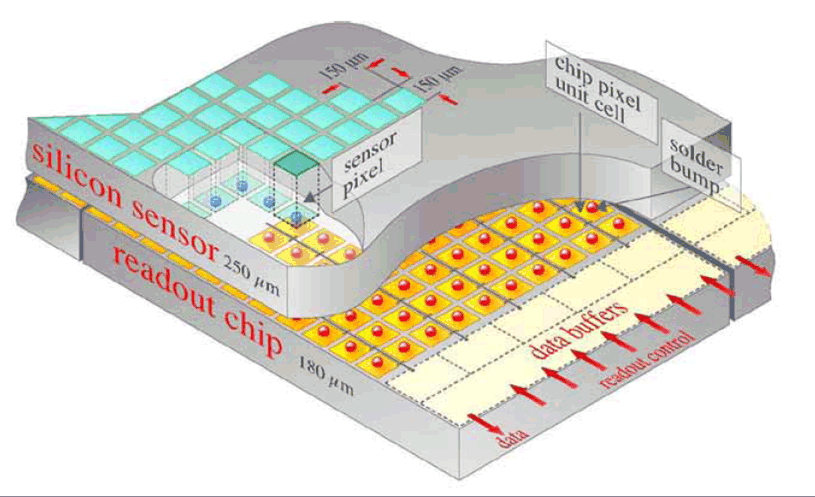 150 μm
150 μm
chip pixel
unit cell
solder
bump
sensor
pixel
silicon sensor 250 μm
readout chip 180 μm
data buffers
readout control
data